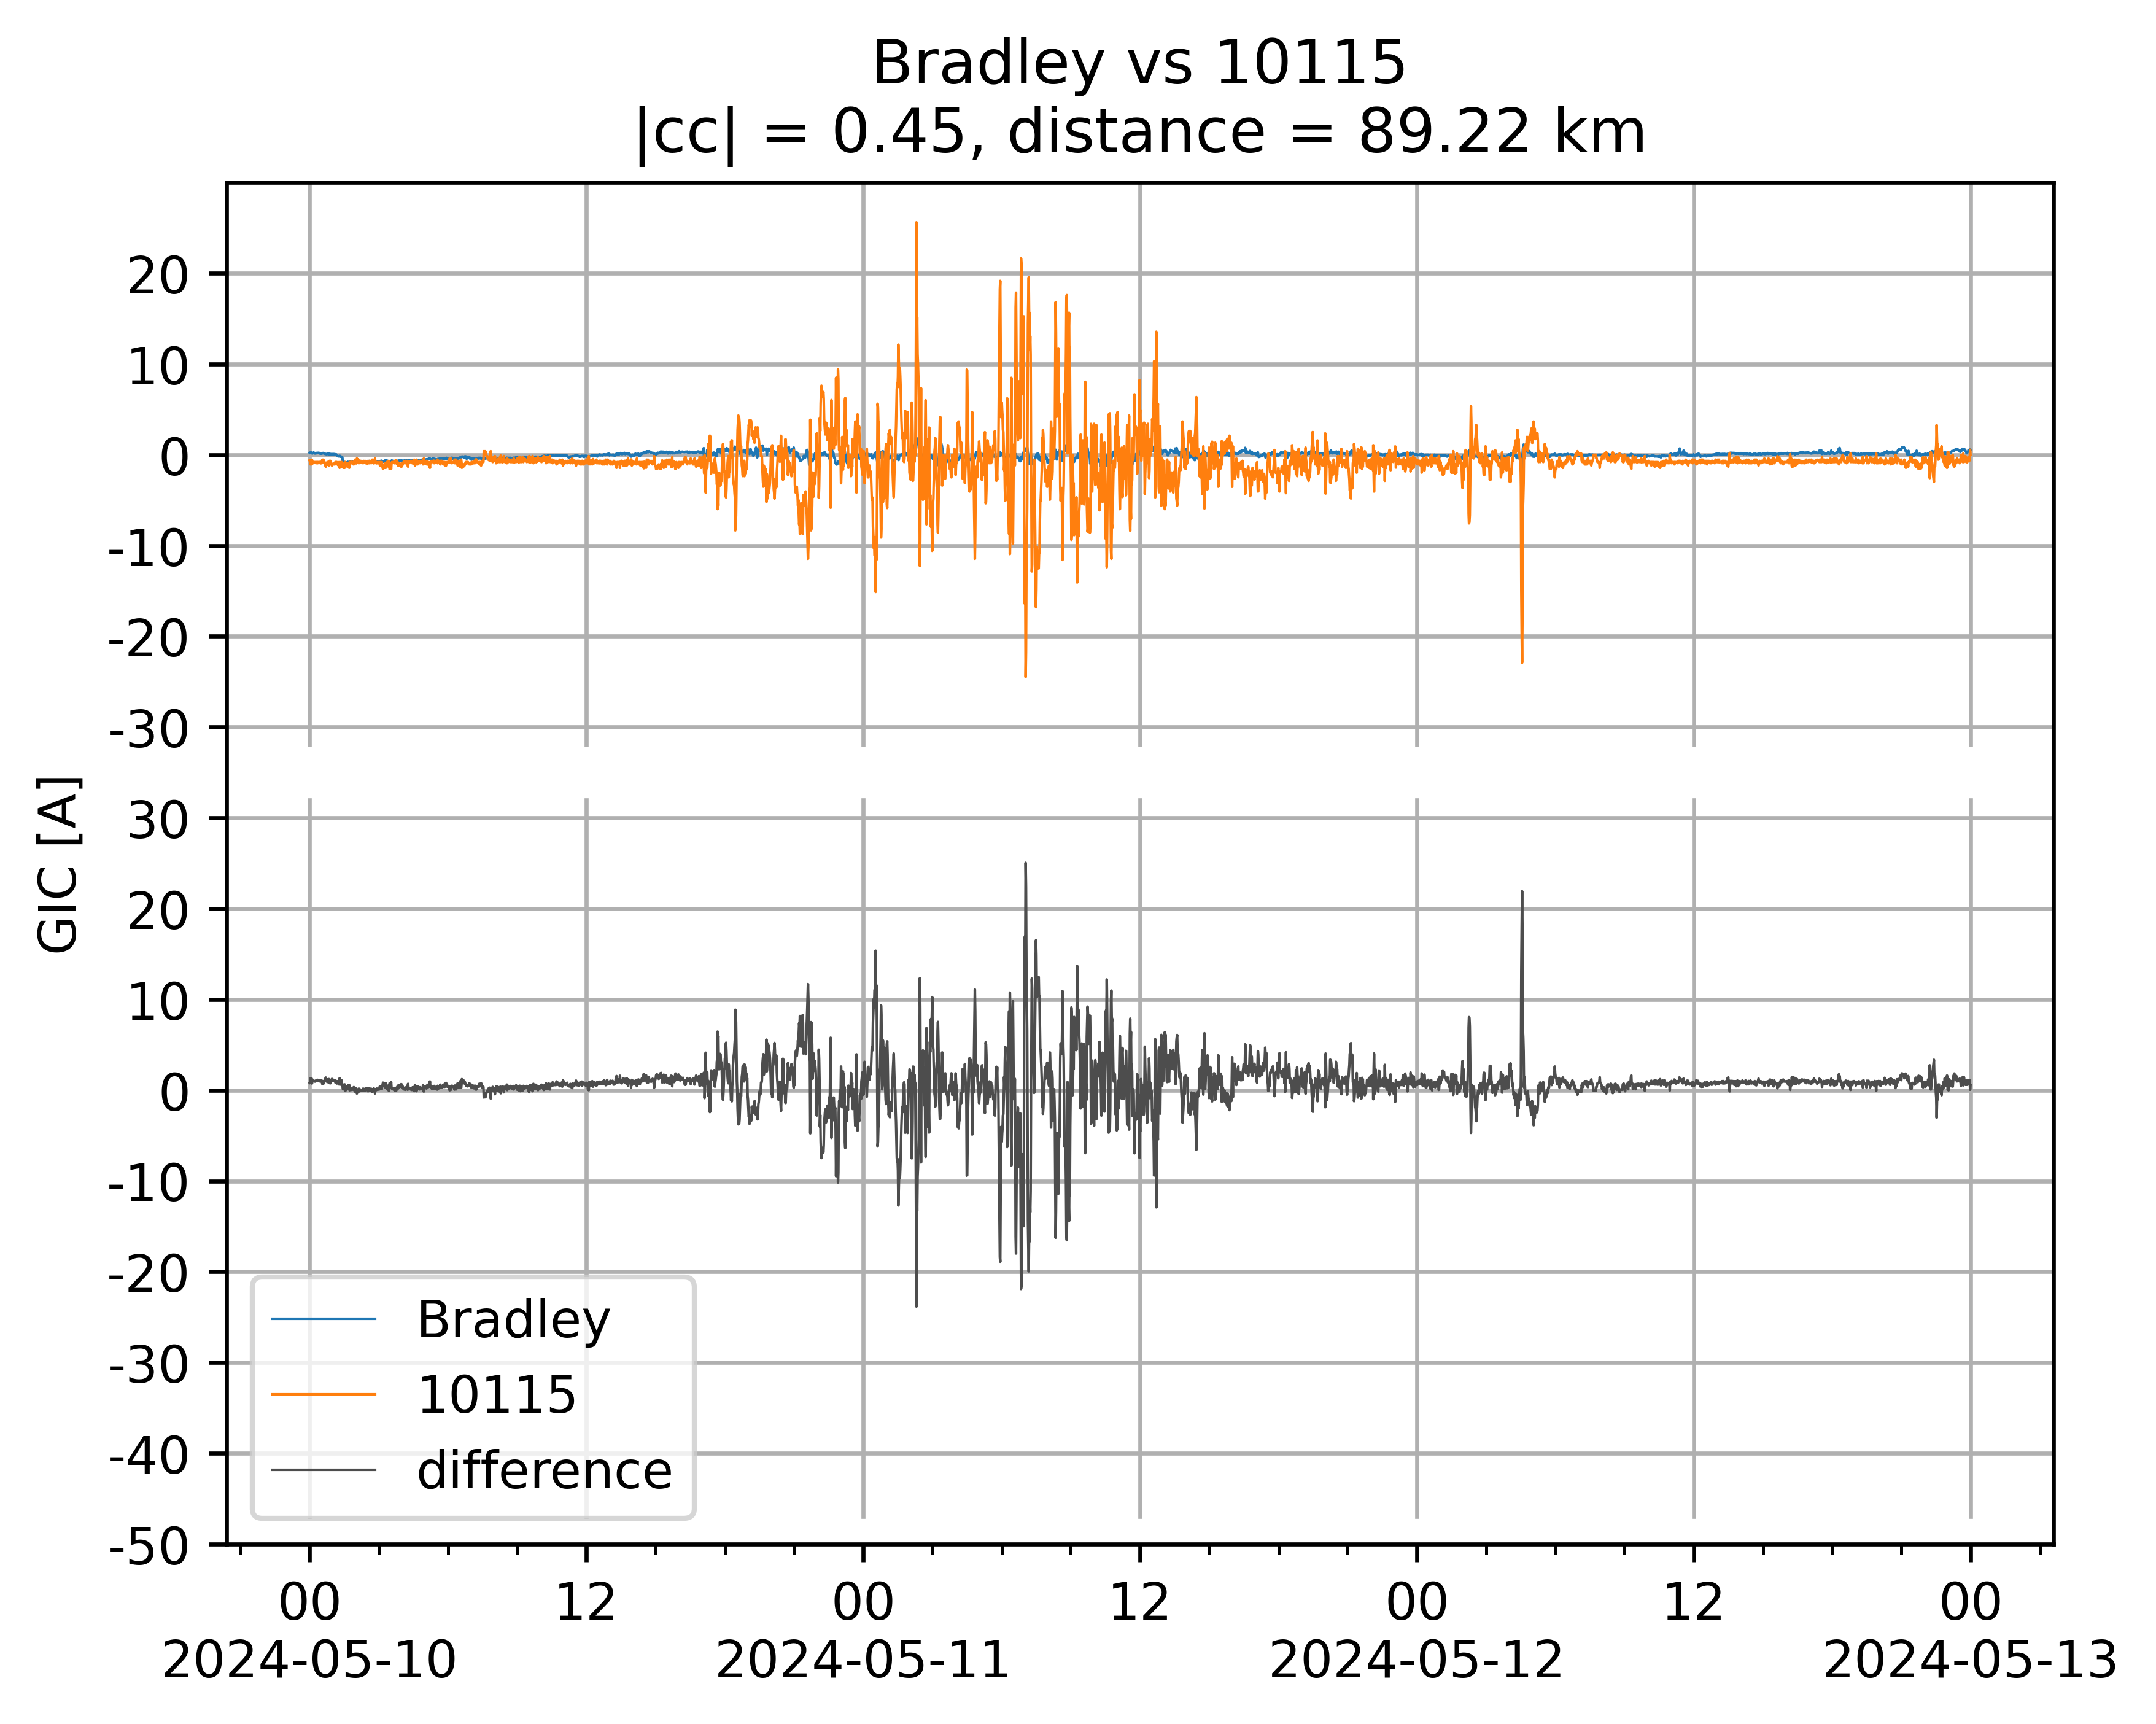 Bradley vs 10115
|cc| = 0.45, distance = 89.22 km
GIC [A]
20
10
0
-10
-20
-30
30
20
10
0
-10
-20
-30
-40
-50
Bradley
10115
difference
00 12 00 12 00 12 00
2024-05-10 2024-05-11 2024-05-12 2024-05-13